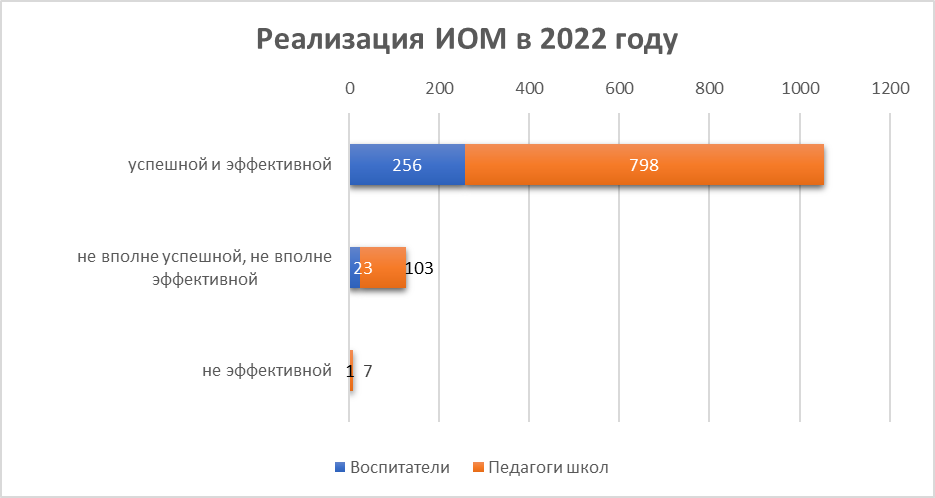 Реализация ИОМ в 2022 году
0 200 400 600 800 1000 1200
успешной и эффективной
256 798
не вполне успешной, не вполне
эффективной
23 103
не эффективной
1 7
Воспитатели Педагоги школ